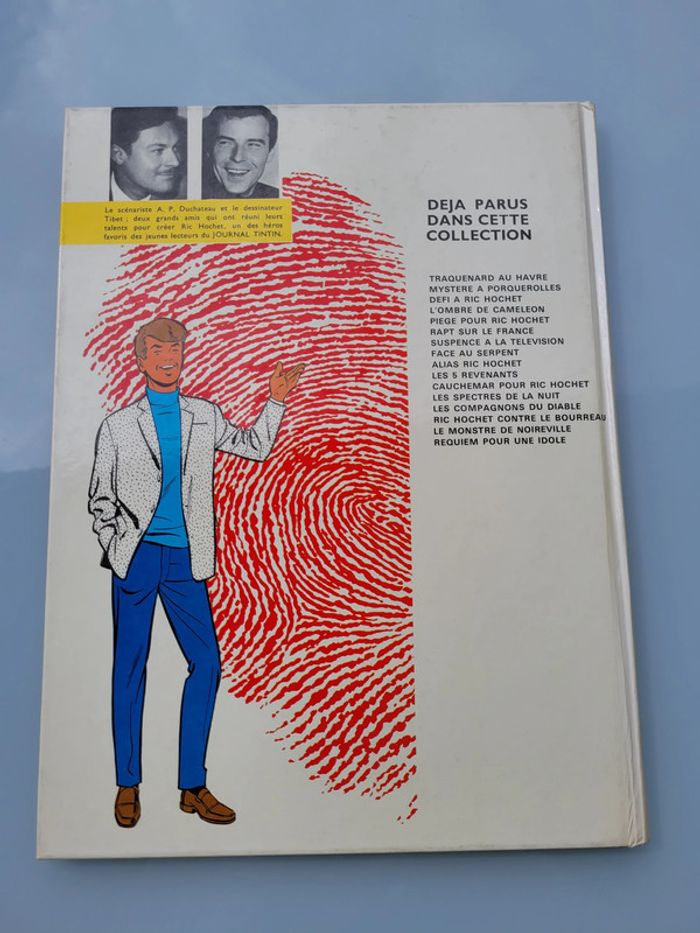 Le scénariste A. P. Duchateau et le dessinateur
Tibet : deux grands amis qui ont réuni leurs
talents pour créer Ric Hochet, un des héros
favoris des jeunes lecteurs du JOURNAL TINTIN.
DEJA PARUS
DANS CETTE
COLLECTION
TRAQUENARD AU HAVRE
MYSTERE A PORQUEROLLES
DEFI A RIC HOCHET
L'OMBRE DE CAMELEON
PIEGE POUR RIC HOCHET
RAPT SUR LE FRANCE
SUSPENCE A LA TELEVISION
FACE AU SERPENT
ALIAS RIC HOCHET
LES 5 REVENANTS
CAUCHEMAR POUR RIC HOCHET
LES SPECTRES DE LA NUIT
LES COMPAGNONS DU DIABLE
RIC HOCHET CONTRE LE BOURREAU
LE MONSTRE DE NOIREVILLE
REQUIEM POUR UNE IDOLE